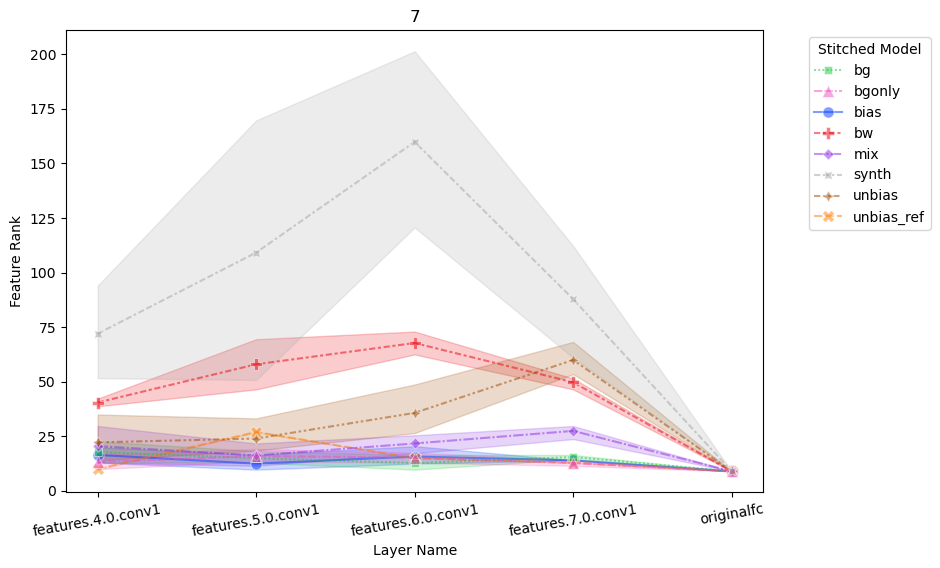 7
Feature Rank
200
175
150
125
100
75
50
25
0
features.4.0.conv1
features.5.0.conv1
features.6.0.conv1
features.7.0.conv1
originalfc
Layer Name
Stitched Model
bg
bgonly
bias
bw
mix
synth
unbias
unbias_ref